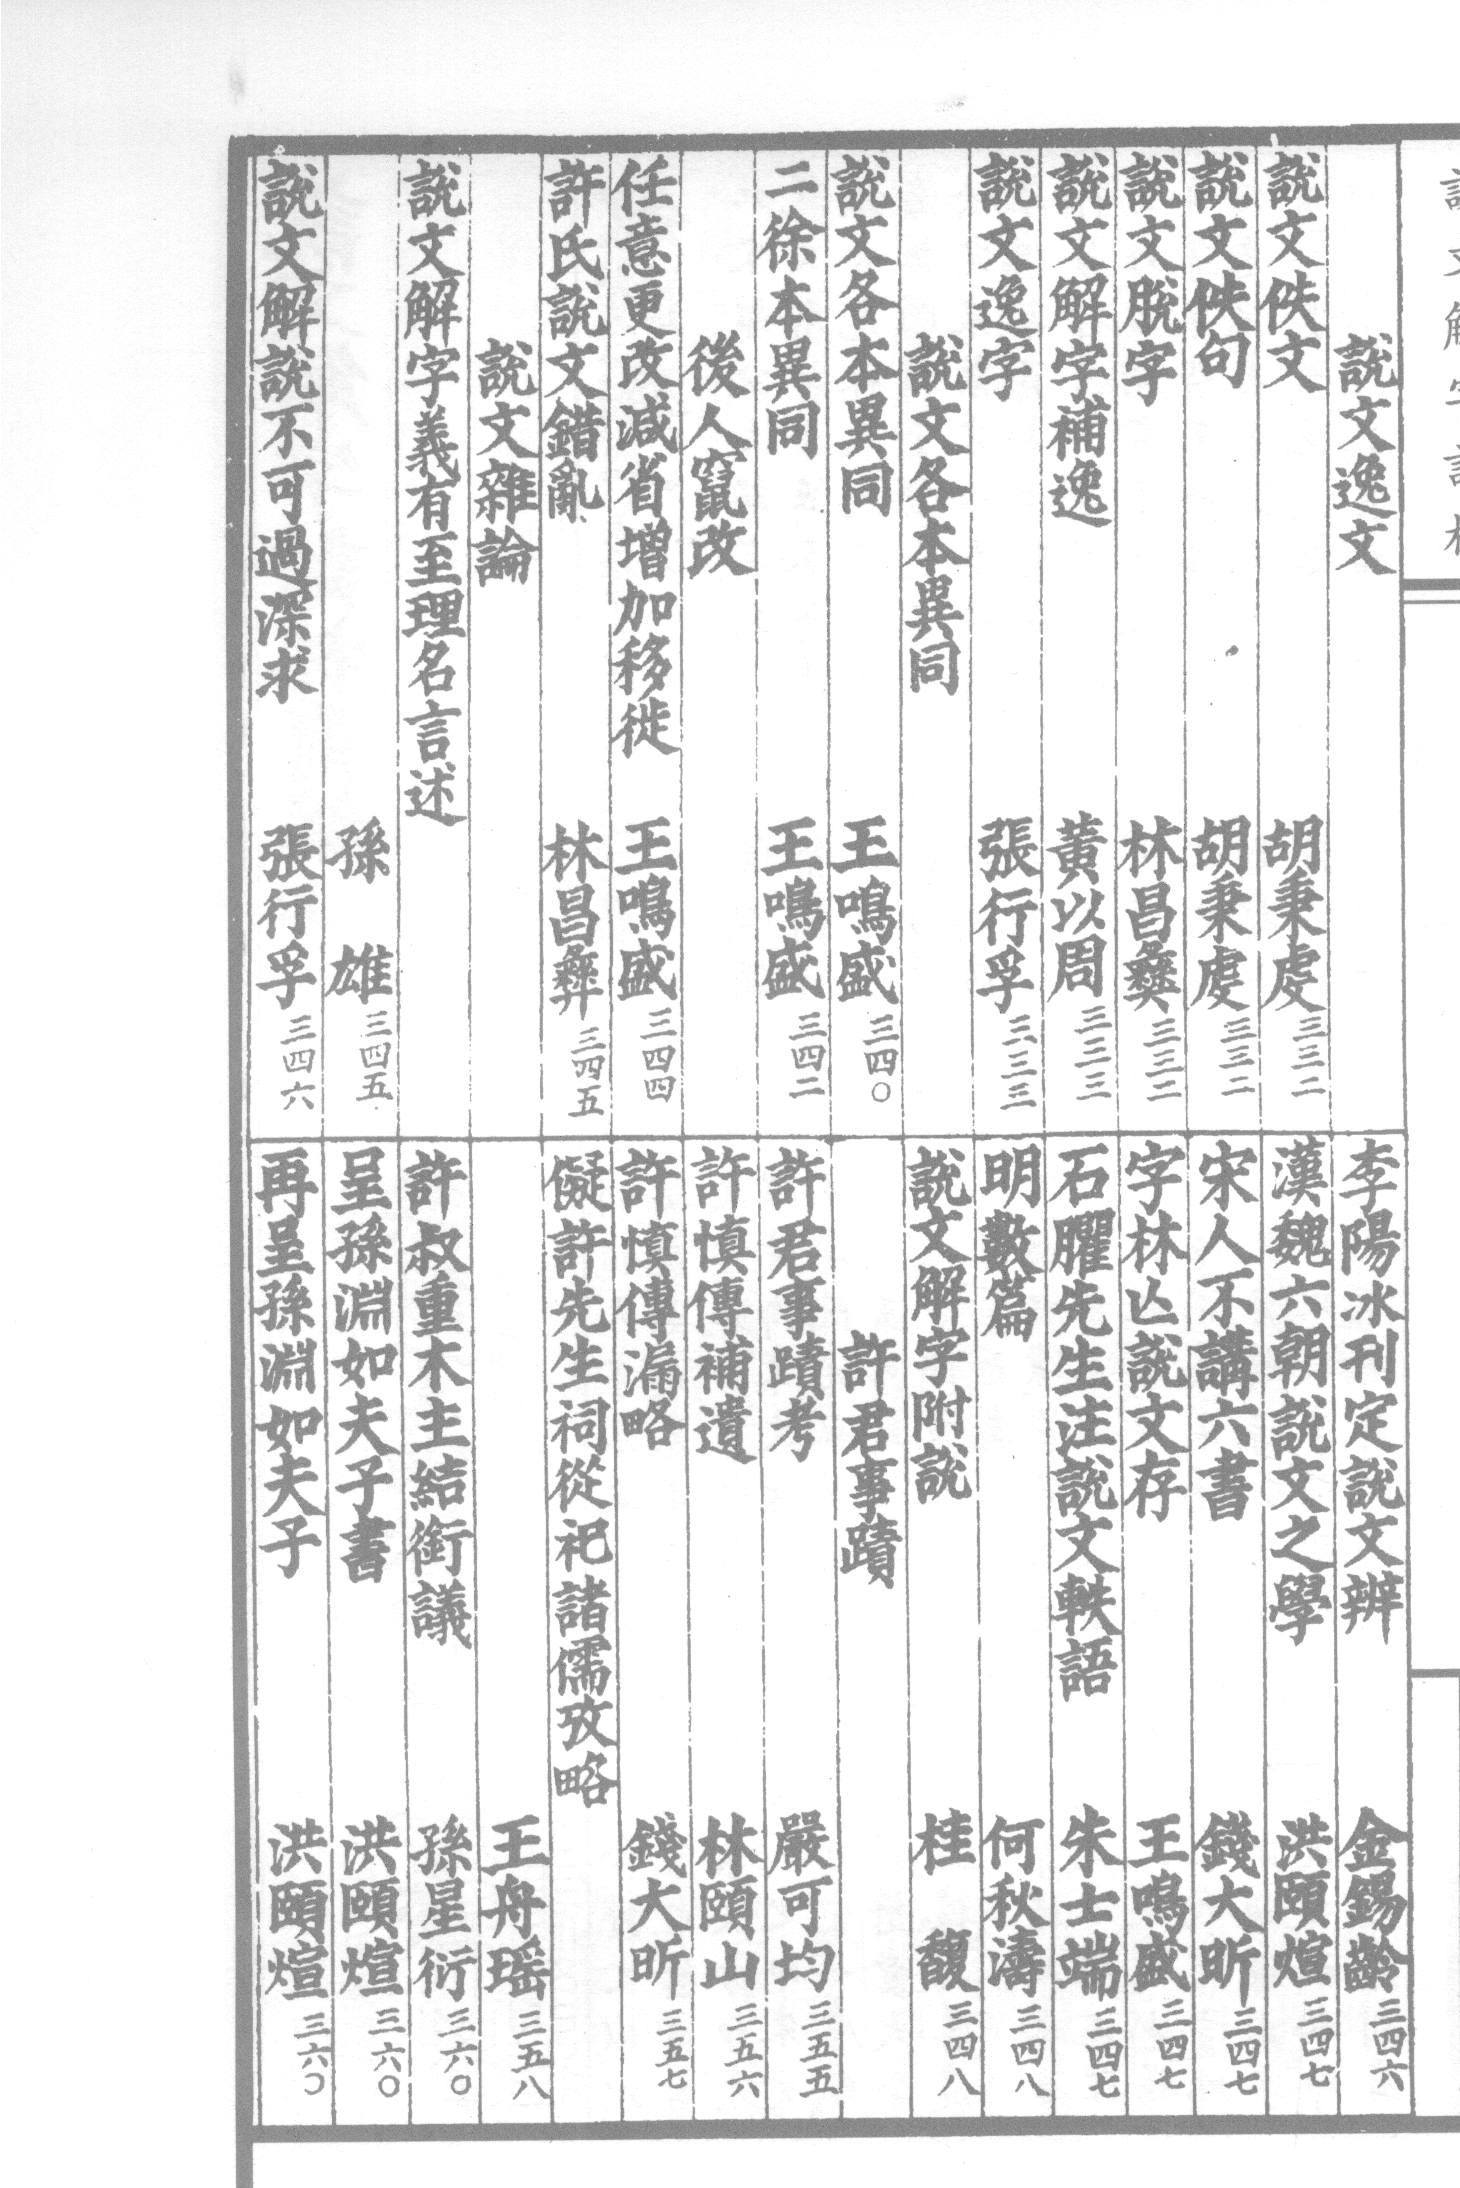 說文逸文
說文佚文 胡秉虔 三三二
說文佚句 胡秉虔 三三二
說文脫字 林昌彝 三三二
說文解字補逸 黃以周 三三三
說文逸字 張行孚 三三三
說文各本異同
說文各本異同 王鳴盛 三四〇
二徐本異同 王鳴盛 三四二
後人竄改
任意更改減省增加移徙 王鳴盛 三四四
許氏說文錯亂 林昌彝 三四五
說文雜論
說文解字義有至理名言述
孫 雄 三四五
說文解說不可過深求 張行孚 三四六
李陽冰刊定說文辨 金錫齡 三四六
漢魏六朝說文之學 洪頤煊 三四七
宋人不講六書 錢大昕 三四七
字林亾說文存 王鳴盛 三四七
石臞先生注說文軼語 朱士端 三四七
明數篇 何秋濤 三四八
說文解字附說 桂 馥 三四八
許君事蹟
許君事蹟考 嚴可均 三五五
許慎傳補遺 林頤山 三五六
許慎傳漏略 錢大昕 三五七
儗許先生祠從祀諸儒攷略
王舟瑤 三五八
許叔重木主結銜議 孫星衍 三六〇
呈孫淵如夫子書 洪頤煊 三六〇
再呈孫淵如夫子 洪頤煊 三六〇